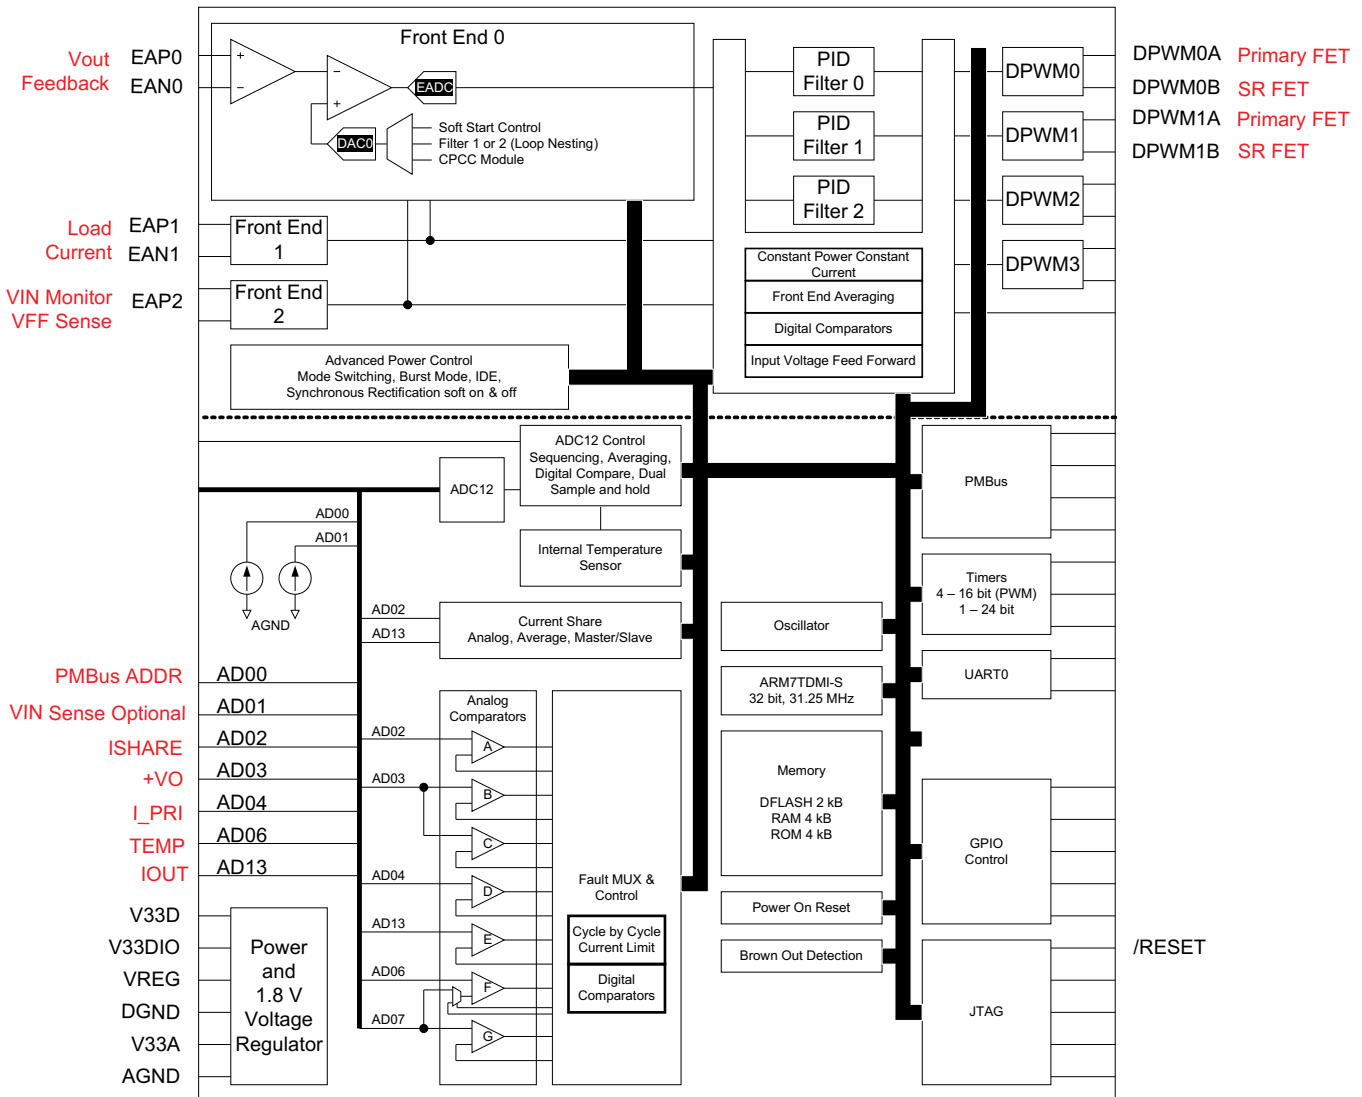 Front End 0
Vout
Feedback
EAP0
EAN0
+
−
−
+
EADC
DAC0
Soft Start Control
Filter 1 or 2 (Loop Nesting)
CPCC Module
PID
Filter 0
PID
Filter 1
PID
Filter 2
DPWM0
DPWM1
DPWM2
DPWM3
DPWM0A Primary FET
DPWM0B SR FET
DPWM1A Primary FET
DPWM1B SR FET
Load
Current
EAP1
EAN1
Front End
1
VIN Monitor
VFF Sense
EAP2
Front End
2
Constant Power Constant
Current
Front End Averaging
Digital Comparators
Input Voltage Feed Forward
Advanced Power Control
Mode Switching, Burst Mode, IDE,
Synchronous Rectification soft on & off
ADC12 Control
Sequencing, Averaging,
Digital Compare, Dual
Sample and hold
ADC12
AD00
AD01
AGND
Internal Temperature
Sensor
AD02
AD13
Current Share
Analog, Average, Master/Slave
PMBus
Timers
4 – 16 bit (PWM)
1 – 24 bit
Oscillator
UART0
ARM7TDMI-S
32 bit, 31.25 MHz
Memory
DFLASH 2 kB
RAM 4 kB
ROM 4 kB
GPIO
Control
Power On Reset
Brown Out Detection
JTAG
/RESET
PMBus ADDR AD00
VIN Sense Optional AD01
ISHARE AD02
+VO AD03
I_PRI AD04
TEMP AD06
IOUT AD13
Analog
Comparators
AD02
A
AD03
B
C
AD04
D
AD13
E
AD06
F
AD07
G
Fault MUX &
Control
Cycle by Cycle
Current Limit
Digital
Comparators
V33D
V33DIO
VREG
DGND
V33A
AGND
Power
and
1.8 V
Voltage
Regulator